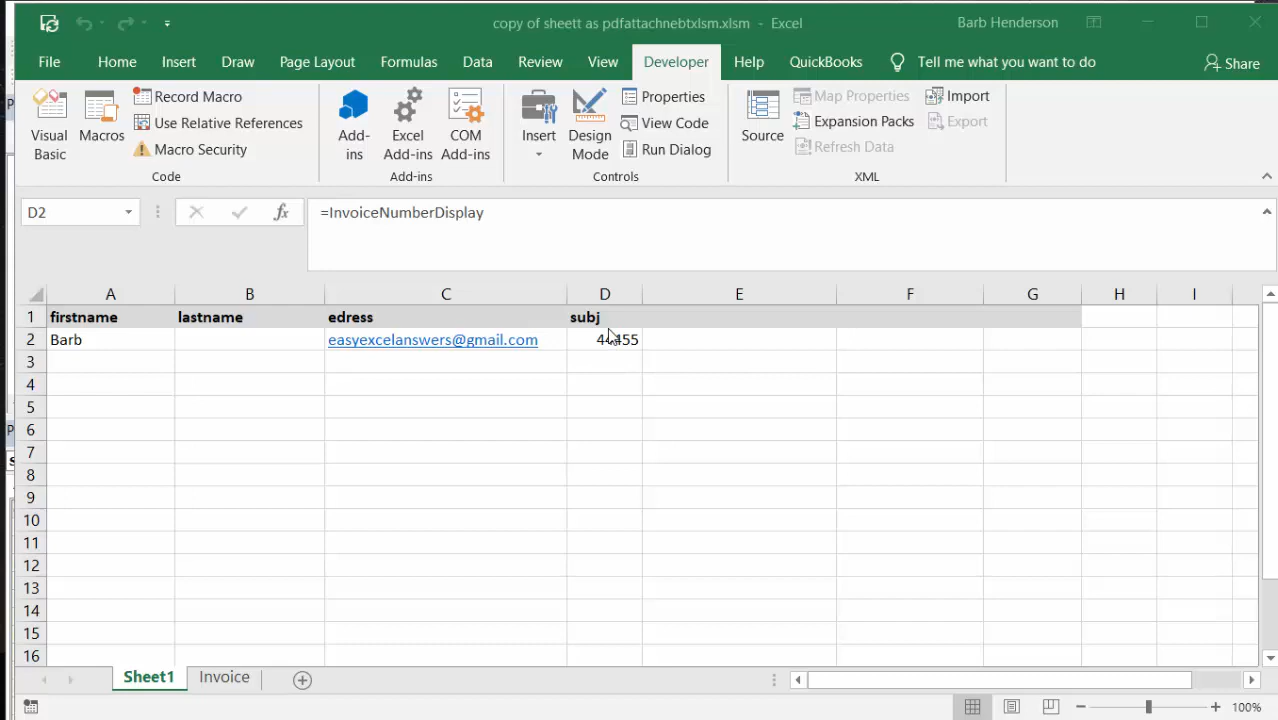 copy of sheett as pdfattachnebtxlsm.xlsm - Excel
Barb Henderson
File Home Insert Draw Page Layout Formulas Data Review View Developer Help QuickBooks Tell me what you want to do Share
Visual Basic
Macros
Record Macro
Use Relative References
Macro Security
Code
Add-ins
Excel Add-ins
COM Add-ins
Add-ins
Insert
Design Mode
Properties
View Code
Run Dialog
Controls
Source
Map Properties
Expansion Packs
Refresh Data
Import
Export
XML
D2
fx
=InvoiceNumberDisplay
A B C D E F G H I
1 firstname lastname edress subj
2 Barb easyexcelanswers@gmail.com 44455
3
4
5
6
7
8
9
10
11
12
13
14
15
16
Sheet1 Invoice
100%